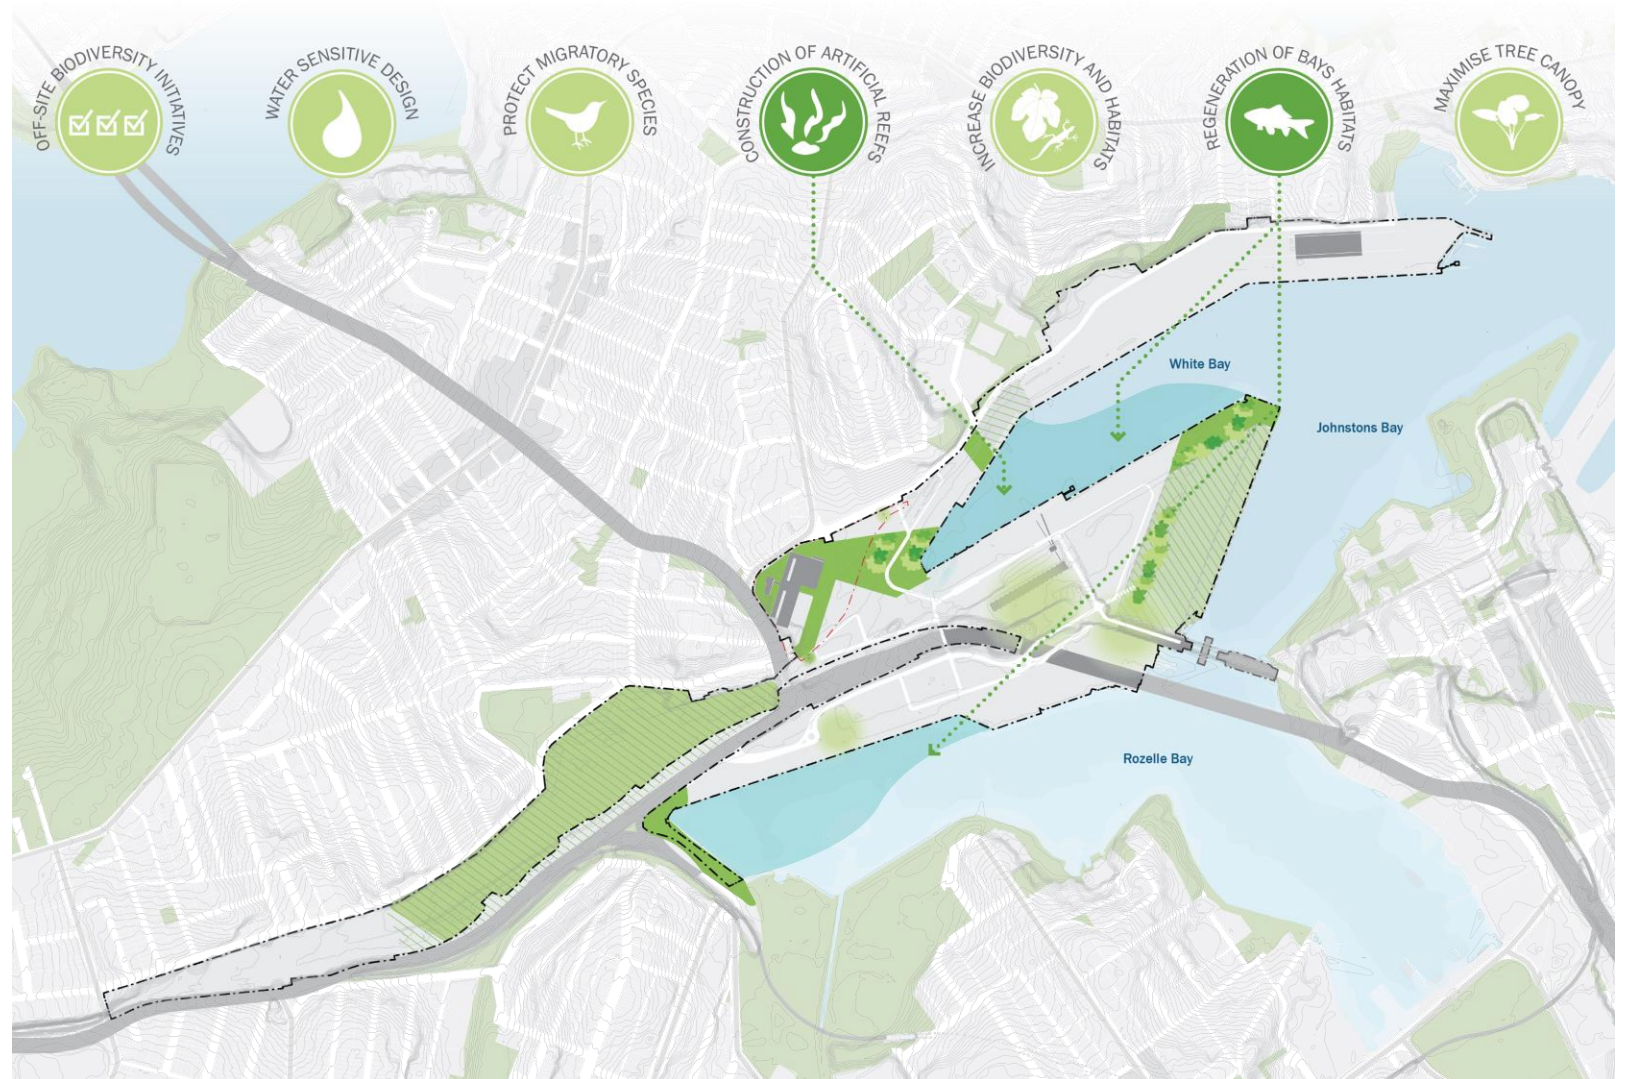 OFF-SITE BIODIVERSITY INITIATIVES
WATER SENSITIVE DESIGN
PROTECT MIGRATORY SPECIES
CONSTRUCTION OF ARTIFICIAL REEFS
INCREASE BIODIVERSITY AND HABITATS
REGENERATION OF BAYS HABITATS
MAXIMISE TREE CANOPY
White Bay
Johnstons Bay
Rozelle Bay